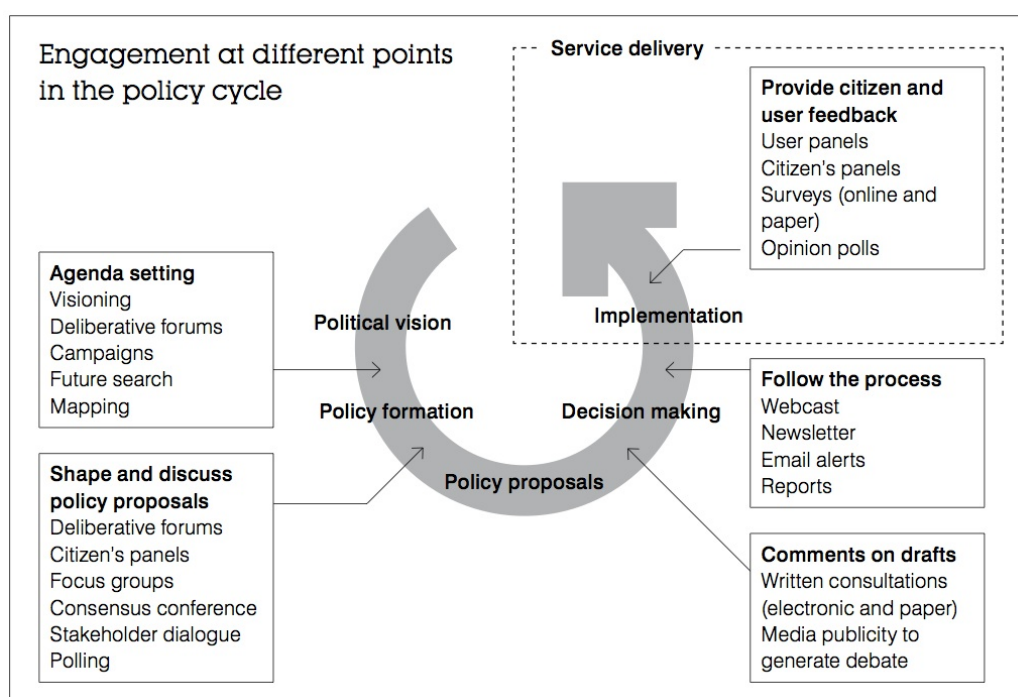 Engagement at different points
in the policy cycle
Service delivery
Provide citizen and
user feedback
User panels
Citizen's panels
Surveys (online and
paper)
Opinion polls
Agenda setting
Visioning
Deliberative forums
Campaigns
Future search
Mapping
Political vision
Implementation
Policy formation
Decision making
Policy proposals
Follow the process
Webcast
Newsletter
Email alerts
Reports
Shape and discuss
policy proposals
Deliberative forums
Citizen's panels
Focus groups
Consensus conference
Stakeholder dialogue
Polling
Comments on drafts
Written consultations
(electronic and paper)
Media publicity to
generate debate